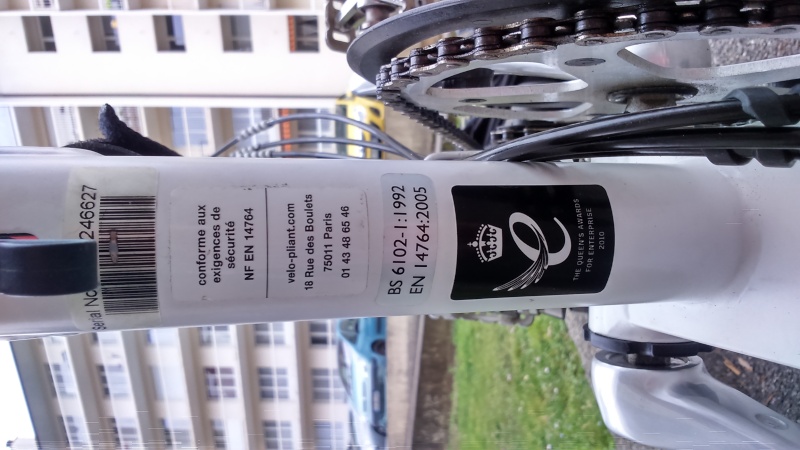 Serial No
246627
conforme aux
exigences de
sécurité
NF EN 14764
velo-pliant.com
18 Rue des Boulets
75011 Paris
01 43 48 65 46
BS 6102-1:1992
EN 14764:2005
THE QUEEN'S AWARDS
FOR ENTERPRISE
2010